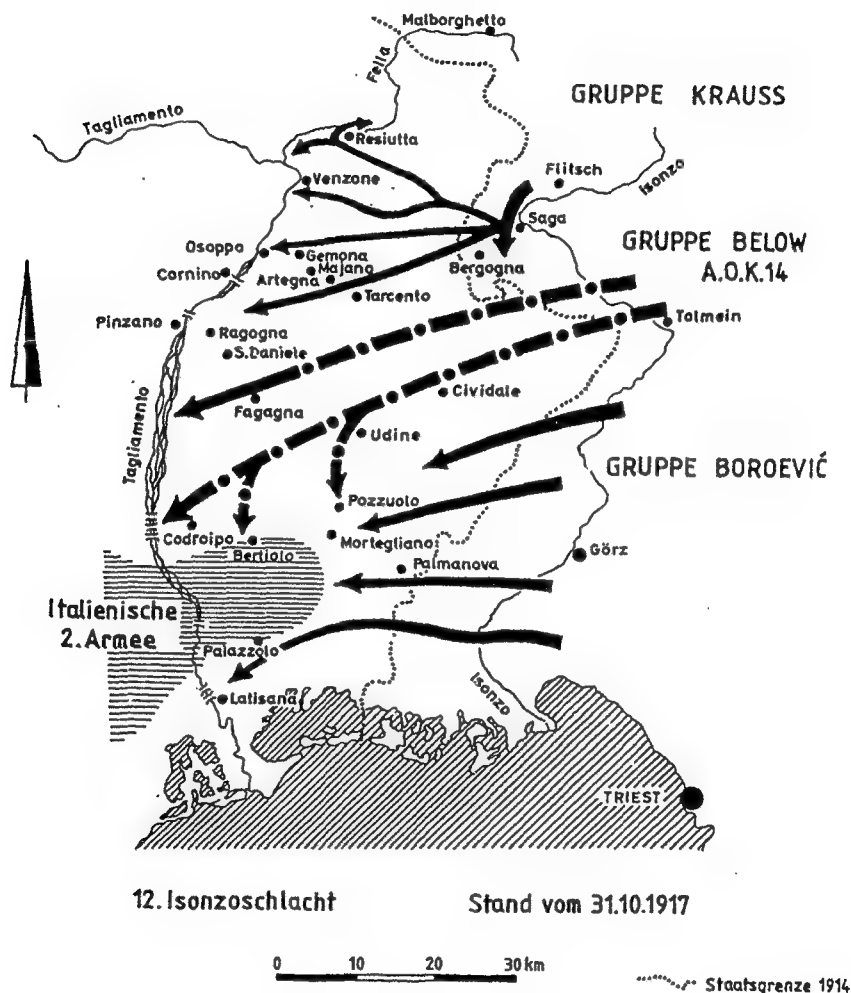 Malborghetto
Fella
GRUPPE KRAUSS
Tagliamento
Resiutta
Flitsch
Isonzo
Venzone
Saga
GRUPPE BELOW
A.O.K.14
Osoppo
Gemona
Bergogna
Cornino
Majano
Artegna
Tarcento
Pinzano
Tolmein
Ragogna
S.Daniele
Tagliamento
Fagagna
Cividale
Udine
GRUPPE BOROEVIĆ
Pozzuolo
Codroipo
Mortegliano
Bertiolo
Görz
Palmanova
Italienische
2.Armee
Palazzolo
Isonzo
Latisana
TRIEST
12.Isonzoschlacht
Stand vom 31.10.1917
0 10 20 30 km
Staatsgrenze 1914